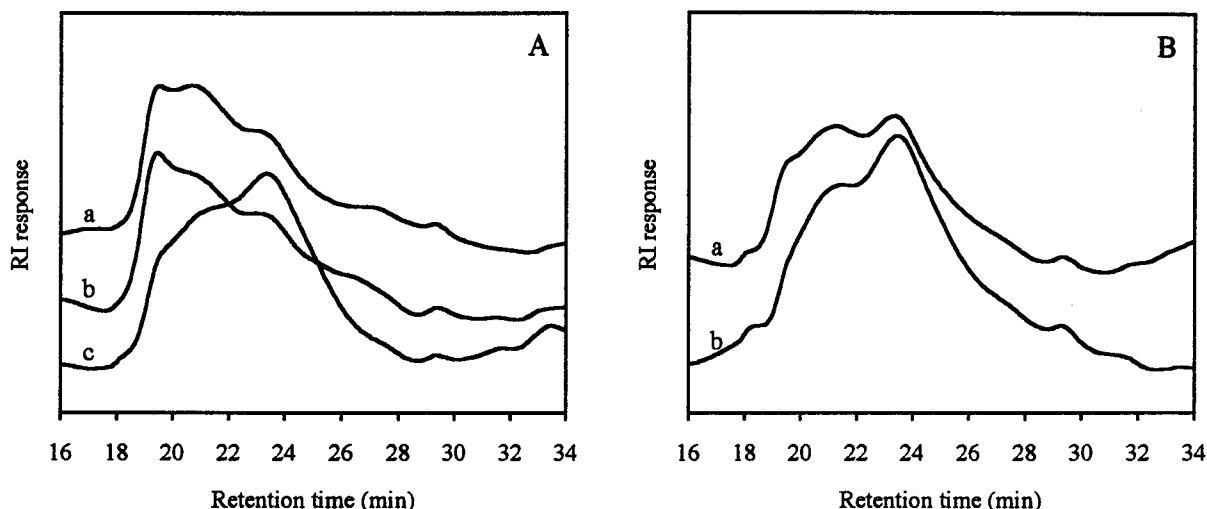 A
RI response
a
b
c
16 18 20 22 24 26 28 30 32 34
Retention time (min)
B
RI response
a
b
16 18 20 22 24 26 28 30 32 34
Retention time (min)